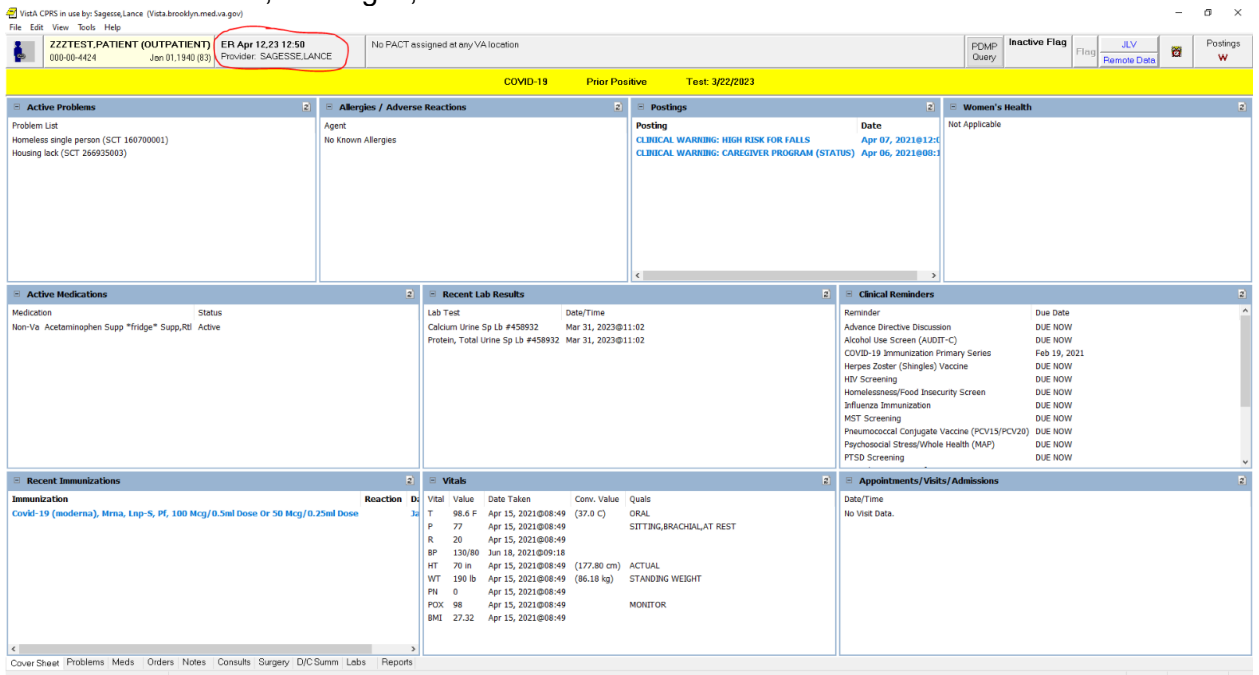 VistA CPRS in use by: Sagesse,Lance (Vista.brooklyn.med.va.gov)
File Edit View Tools Help
ZZZTEST,PATIENT (OUTPATIENT)
000-00-4424 Jan 01,1940 (83)
ER Apr 12,23 12:50
Provider: SAGESSE,LANCE
No PACT assigned at any VA location
PDMP
Query
Inactive Flag
Flag
JLV
Remote Data
Postings
W
COVID-19 Prior Positive Test: 3/22/2023
Active Problems
Problem List
Homeless single person (SCT 160700001)
Housing lack (SCT 266935003)
Allergies / Adverse Reactions
Agent
No Known Allergies
Postings
Posting Date
CLINICAL WARNING: HIGH RISK FOR FALLS Apr 07, 2021@12:0
CLINICAL WARNING: CAREGIVER PROGRAM (STATUS) Apr 06, 2021@08:1
Women's Health
Not Applicable
Active Medications
Medication Status
Non-Va Acetaminophen Supp *fridge* Supp,Rtl Active
Recent Lab Results
Lab Test Date/Time
Calcium Urine Sp Lb #458932 Mar 31, 2023@11:02
Protein, Total Urine Sp Lb #458932 Mar 31, 2023@11:02
Clinical Reminders
Reminder Due Date
Advance Directive Discussion DUE NOW
Alcohol Use Screen (AUDIT-C) DUE NOW
COVID-19 Immunization Primary Series Feb 19, 2021
Herpes Zoster (Shingles) Vaccine DUE NOW
HIV Screening DUE NOW
Homelessness/Food Insecurity Screen DUE NOW
Influenza Immunization DUE NOW
MST Screening DUE NOW
Pneumococcal Conjugate Vaccine (PCV15/PCV20) DUE NOW
Psychosocial Stress/Whole Health (MAP) DUE NOW
PTSD Screening DUE NOW
Recent Immunizations
Immunization Reaction Da
Covid-19 (moderna), Mrna, Lnp-S, Pf, 100 Mcg/0.5ml Dose Or 50 Mcg/0.25ml Dose Ja
Vitals
Vital Value Date Taken Conv. Value Quals
T 98.6 F Apr 15, 2021@08:49 (37.0 C) ORAL
P 77 Apr 15, 2021@08:49 SITTING,BRACHIAL,AT REST
R 20 Apr 15, 2021@08:49
BP 130/80 Jun 18, 2021@09:18
HT 70 in Apr 15, 2021@08:49 (177.80 cm) ACTUAL
WT 190 lb Apr 15, 2021@08:49 (86.18 kg) STANDING WEIGHT
PN 0 Apr 15, 2021@08:49
POX 98 Apr 15, 2021@08:49 MONITOR
BMI 27.32 Apr 15, 2021@08:49
Appointments/Visits/Admissions
Date/Time
No Visit Data.
Cover Sheet Problems Meds Orders Notes Consults Surgery D/C Summ Labs Reports